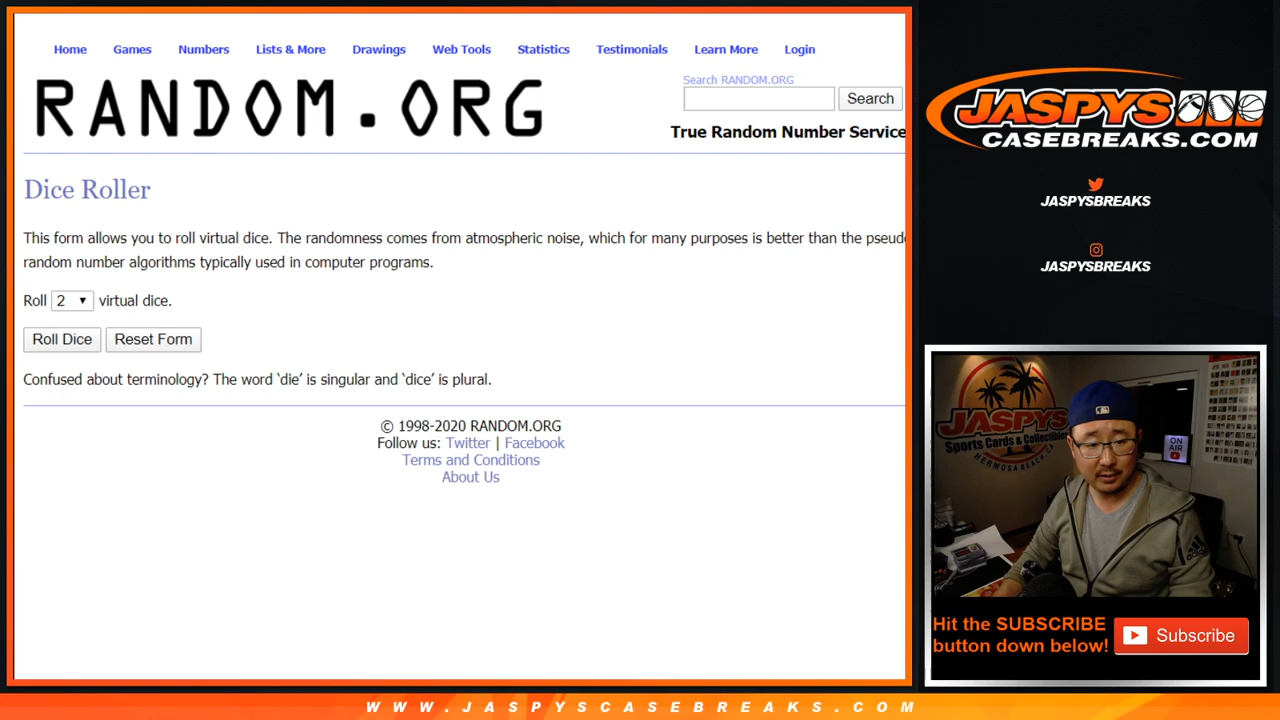 Home Games Numbers Lists & More Drawings Web Tools Statistics Testimonials Learn More Login
RANDOM.ORG
Search RANDOM.ORG
Search
True Random Number Service
Dice Roller
This form allows you to roll virtual dice. The randomness comes from atmospheric noise, which for many purposes is better than the pseudo
random number algorithms typically used in computer programs.
Roll 2 virtual dice.
Roll Dice Reset Form
Confused about terminology? The word ‘die’ is singular and ‘dice’ is plural.
© 1998-2020 RANDOM.ORG
Follow us: Twitter | Facebook
Terms and Conditions
About Us
JASPYS
CASEBREAKS.COM
JASPYSBREAKS
JASPYSBREAKS
JASPYS
Sports Cards & Collectibles
HERMOSA BEACH, CA
ON
AIR
Hit the SUBSCRIBE
button down below!
Subscribe
WWW.JASPYSCASEBREAKS.COM